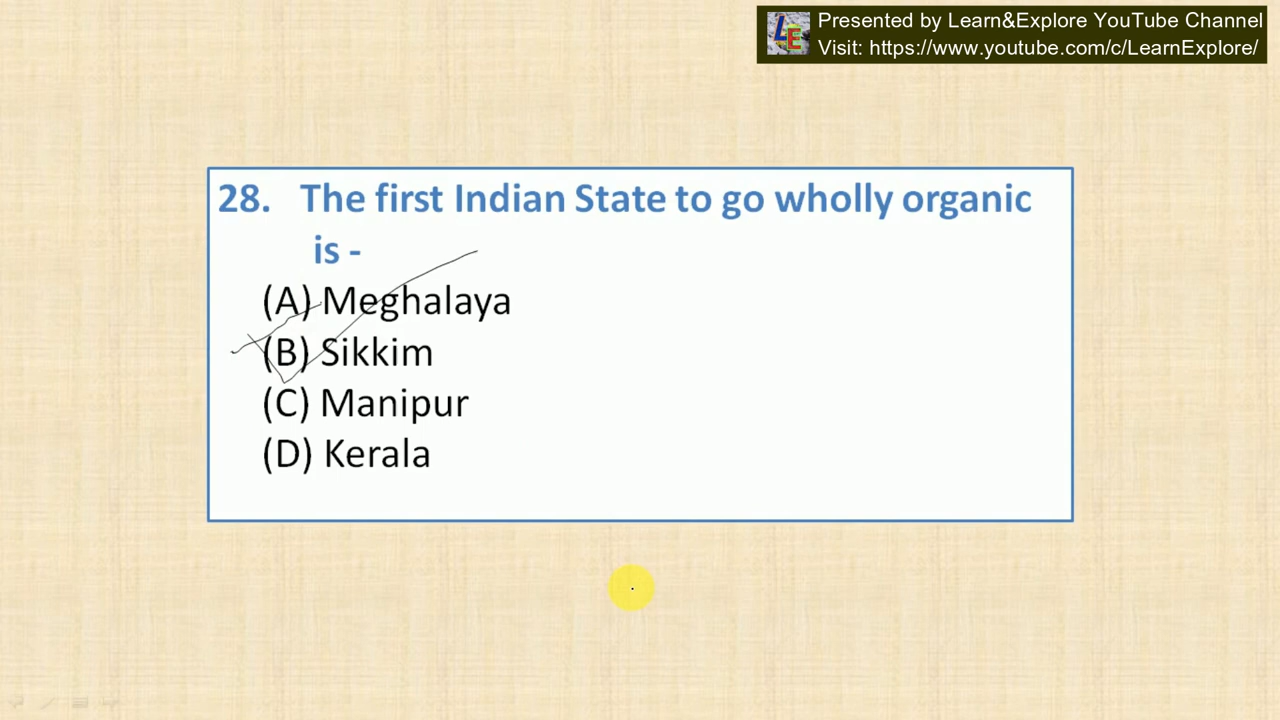 Presented by Learn&Explore YouTube Channel
Visit: https://www.youtube.com/c/LearnExplore/
LE
28. The first Indian State to go wholly organic
is -
(A) Meghalaya
(B) Sikkim
(C) Manipur
(D) Kerala